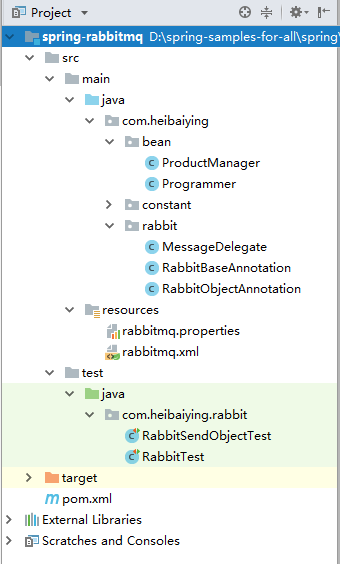 Project
spring-rabbitmq D:\spring-samples-for-all\spring\
src
main
java
com.heibaiying
bean
ProductManager
Programmer
constant
rabbit
MessageDelegate
RabbitBaseAnnotation
RabbitObjectAnnotation
resources
rabbitmq.properties
rabbitmq.xml
test
java
com.heibaiying.rabbit
RabbitSendObjectTest
RabbitTest
target
pom.xml
External Libraries
Scratches and Consoles